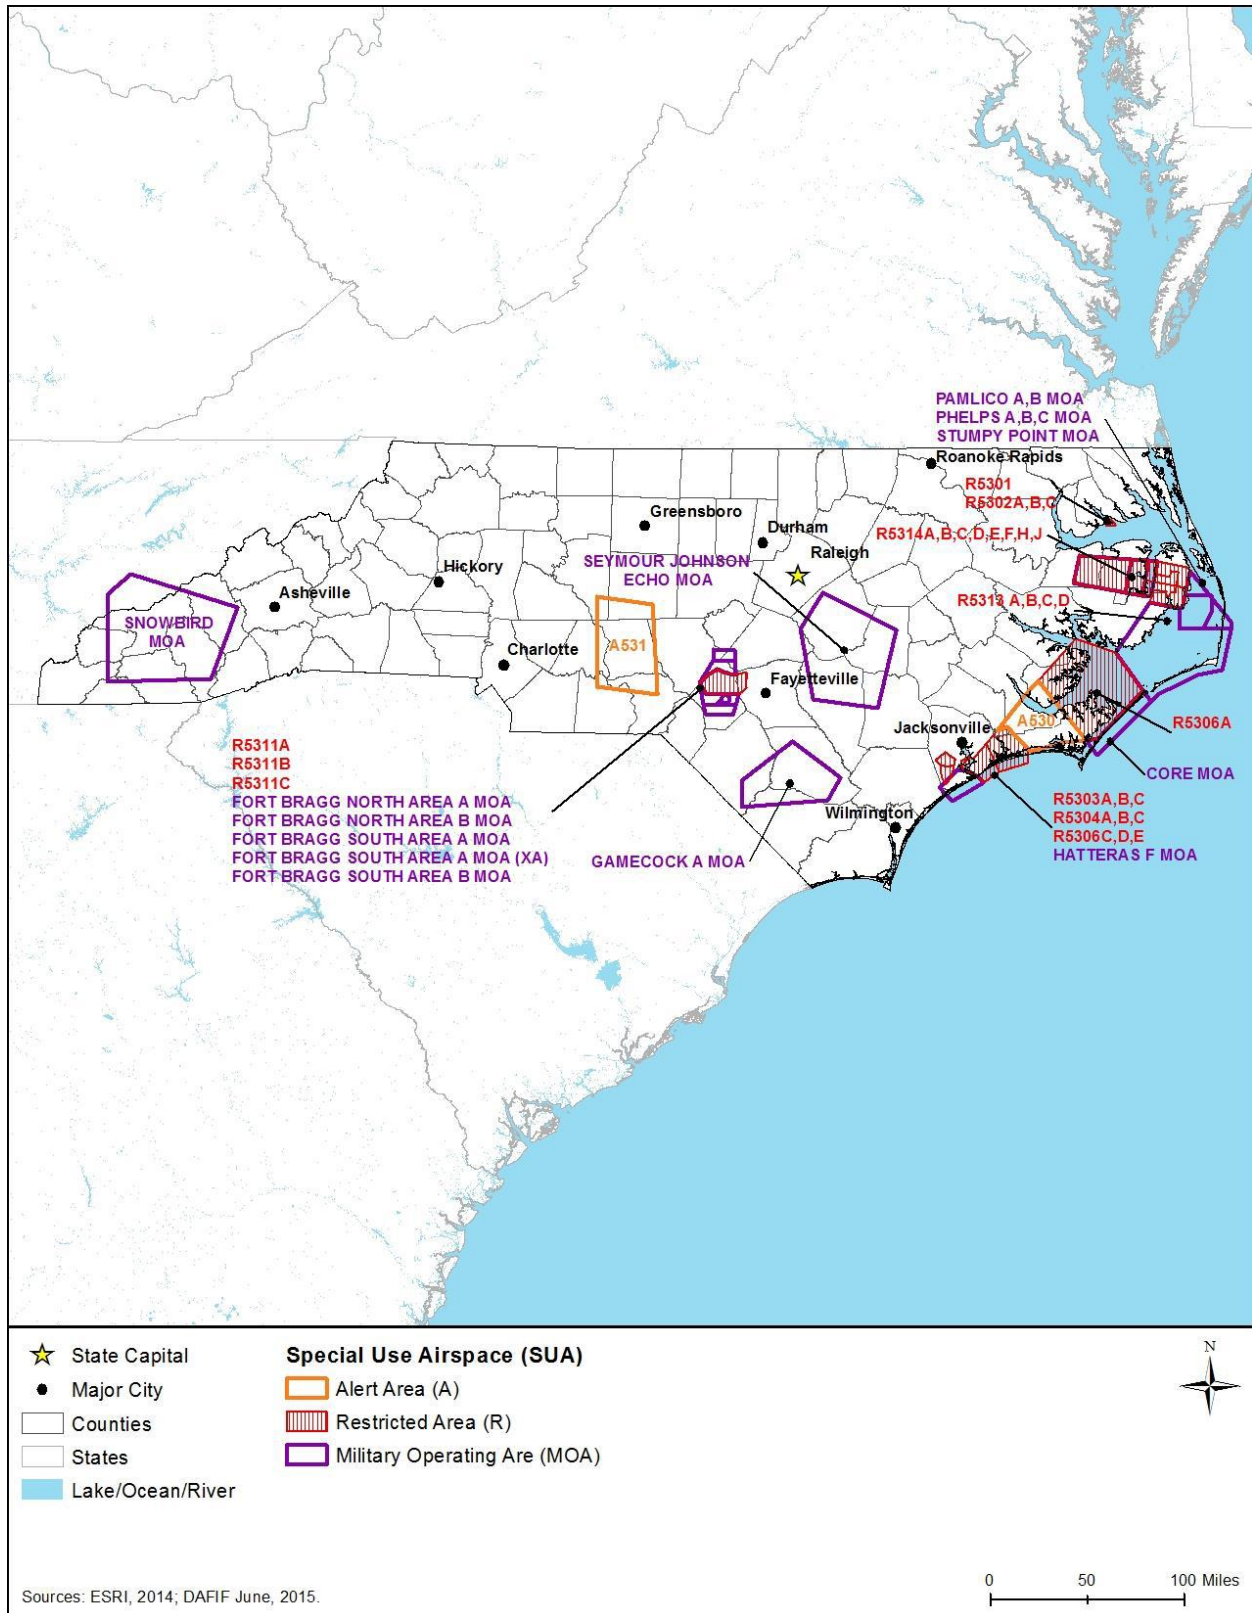 PAMLICO A,B MOA
PHELPS A,B,C MOA
STUMPY POINT MOA
Roanoke Rapids
R5301
R5302A,B,C
Greensboro
Durham
R5314A,B,C,D,E,F,H,J
Raleigh
SEYMOUR JOHNSON
ECHO MOA
Hickory
Asheville
R5313 A,B,C,D
SNOWBIRD
MOA
A531
Charlotte
Fayetteville
A530
R5306A
Jacksonville
CORE MOA
R5311A
R5311B
R5311C
FORT BRAGG NORTH AREA A MOA
FORT BRAGG NORTH AREA B MOA
FORT BRAGG SOUTH AREA A MOA
FORT BRAGG SOUTH AREA A MOA (XA)
FORT BRAGG SOUTH AREA B MOA
GAMECOCK A MOA
Wilmington
R5303A,B,C
R5304A,B,C
R5306C,D,E
HATTERAS F MOA
State Capital
Major City
Counties
States
Lake/Ocean/River
Special Use Airspace (SUA)
Alert Area (A)
Restricted Area (R)
Military Operating Are (MOA)
N
Sources: ESRI, 2014; DAFIF June, 2015.
0 50 100 Miles